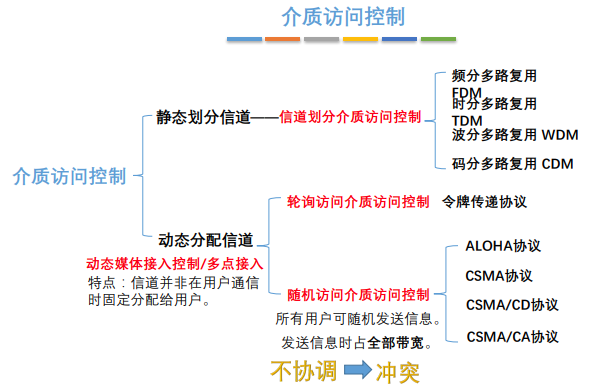 介质访问控制
频分多路复用
FDM
静态划分信道——信道划分介质访问控制
时分多路复用
TDM
波分多路复用 WDM
码分多路复用 CDM
介质访问控制
动态分配信道
动态媒体接入控制/多点接入
特点：信道并非在用户通信
时固定分配给用户。
轮询访问介质访问控制 令牌传递协议
随机访问介质访问控制
所有用户可随机发送信息。
发送信息时占全部带宽。
ALOHA协议
CSMA协议
CSMA/CD协议
CSMA/CA协议
不协调 冲突